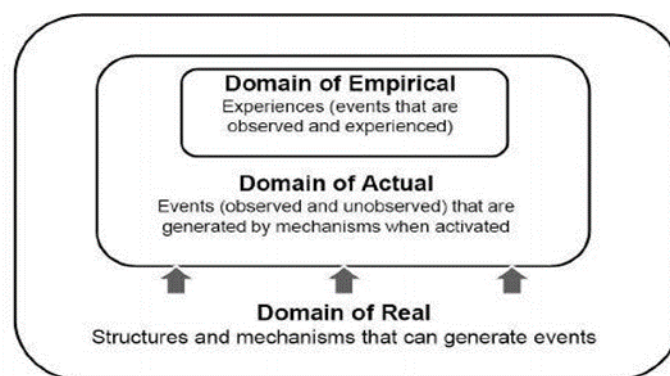 Domain of Empirical
Experiences (events that are
observed and experienced)
Domain of Actual
Events (observed and unobserved) that are
generated by mechanisms when activated
Domain of Real
Structures and mechanisms that can generate events